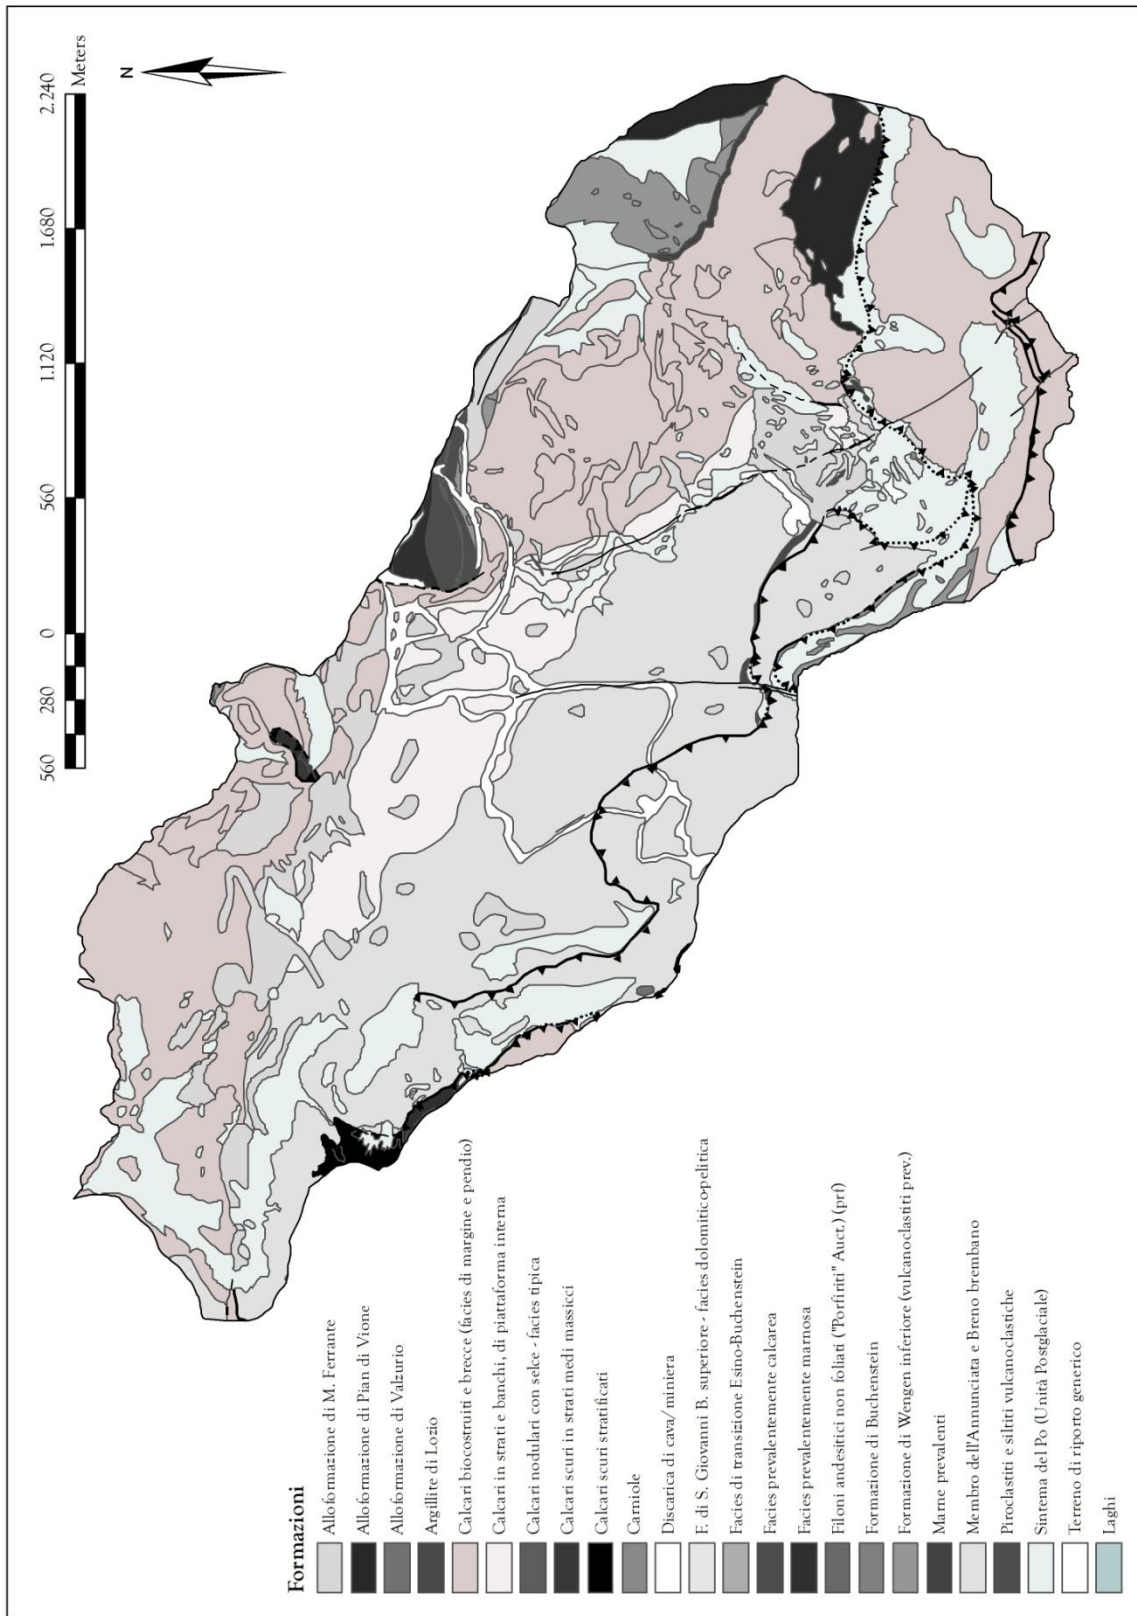 560 280 0 560 1.120 1.680 2.240
Meters
N
Formazioni
Alloformazione di M. Ferrante
Alloformazione di Pian di Vione
Alloformazione di Valzurio
Argillite di Lozio
Calcari biocostruiti e brecce (facies di margine e pendio)
Calcari in strati e banchi, di piattaforma interna
Calcari nodulari con selce - facies tipica
Calcari scuri in strati medi massicci
Calcari scuri stratificati
Carniole
Discarica di cava/ miniera
F. di S. Giovanni B. superiore - facies dolomitico-pelitica
Facies di transizione Esino-Buchenstein
Facies prevalentemente calcarea
Facies prevalentemente marnosa
Filoni andesitici non foliati ("Porfiriti" Auct.) (prf)
Formazione di Buchenstein
Formazione di Wengen inferiore (vulcanoclastiti prev.)
Marne prevalenti
Membro dell'Annunciata e Breno brembano
Piroclastiti e siltiti vulcanoclastiche
Sintema del Po (Unità Postglaciale)
Terreno di riporto generico
Laghi